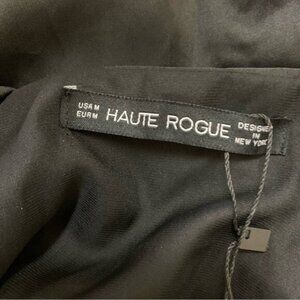 USA M
EUR M
HAUTE ROGUE
DESIGNED
IN
NEW YORK